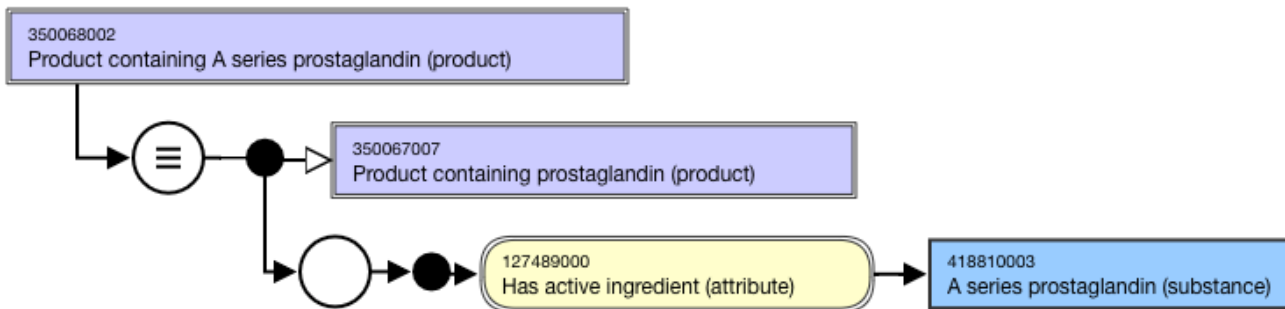 350068002
Product containing A series prostaglandin (product)
350067007
Product containing prostaglandin (product)
127489000
Has active ingredient (attribute)
418810003
A series prostaglandin (substance)